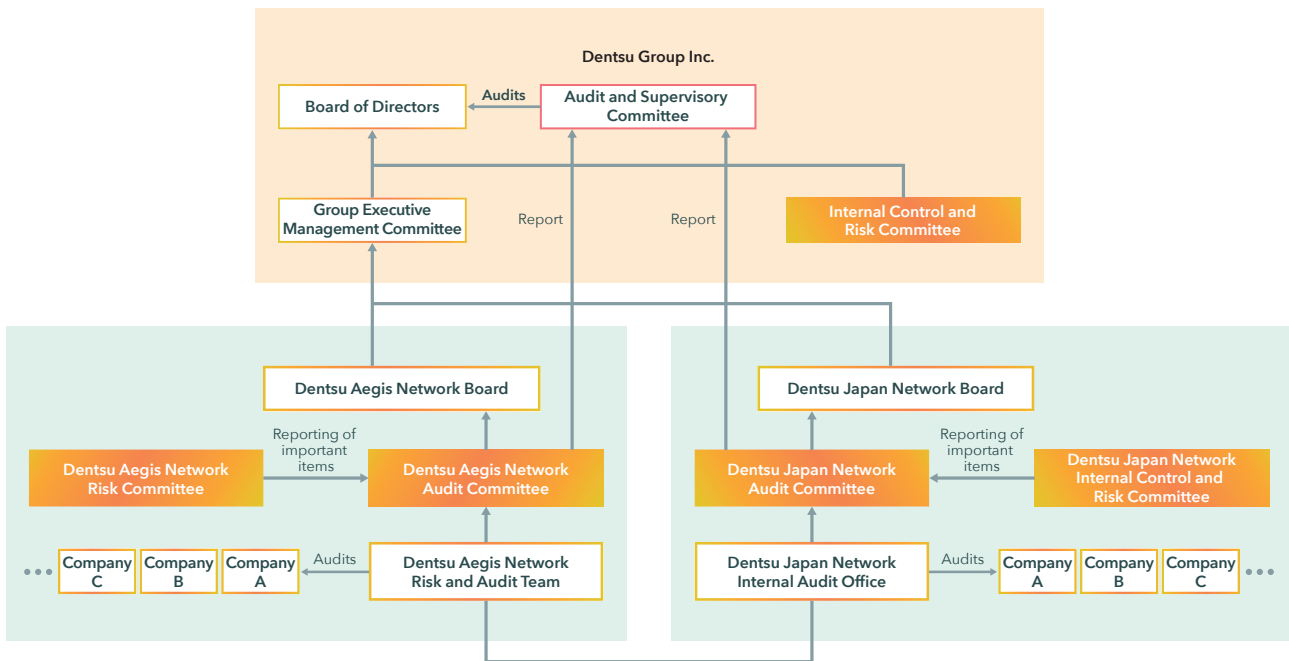 Dentsu Group Inc.
Board of Directors
Audits
Audit and Supervisory
Committee
Group Executive
Management Committee
Report
Report
Internal Control and
Risk Committee
Dentsu Aegis Network Board
Reporting of
important
items
Dentsu Aegis Network
Risk Committee
Dentsu Aegis Network
Audit Committee
Company
C
Company
B
Company
A
Audits
Dentsu Aegis Network
Risk and Audit Team
Dentsu Japan Network Board
Reporting of
important
items
Dentsu Japan Network
Audit Committee
Dentsu Japan Network
Internal Control and
Risk Committee
Dentsu Japan Network
Internal Audit Office
Audits
Company
A
Company
B
Company
C